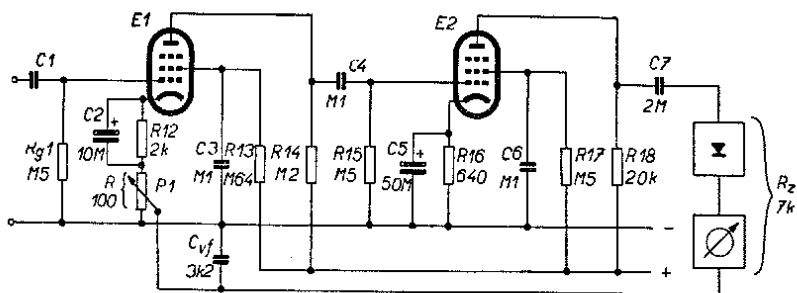 E1
E2
C1
C4
M1
C7
2M
C2
+
10M
R12
2k
Rg1
M5
R
100
P1
C3
M1
R13
M64
R14
M2
R15
M5
C5
+
50M
R16
640
C6
M1
R17
M5
R18
20k
Rz
7k
Cvf
3k2
-
+